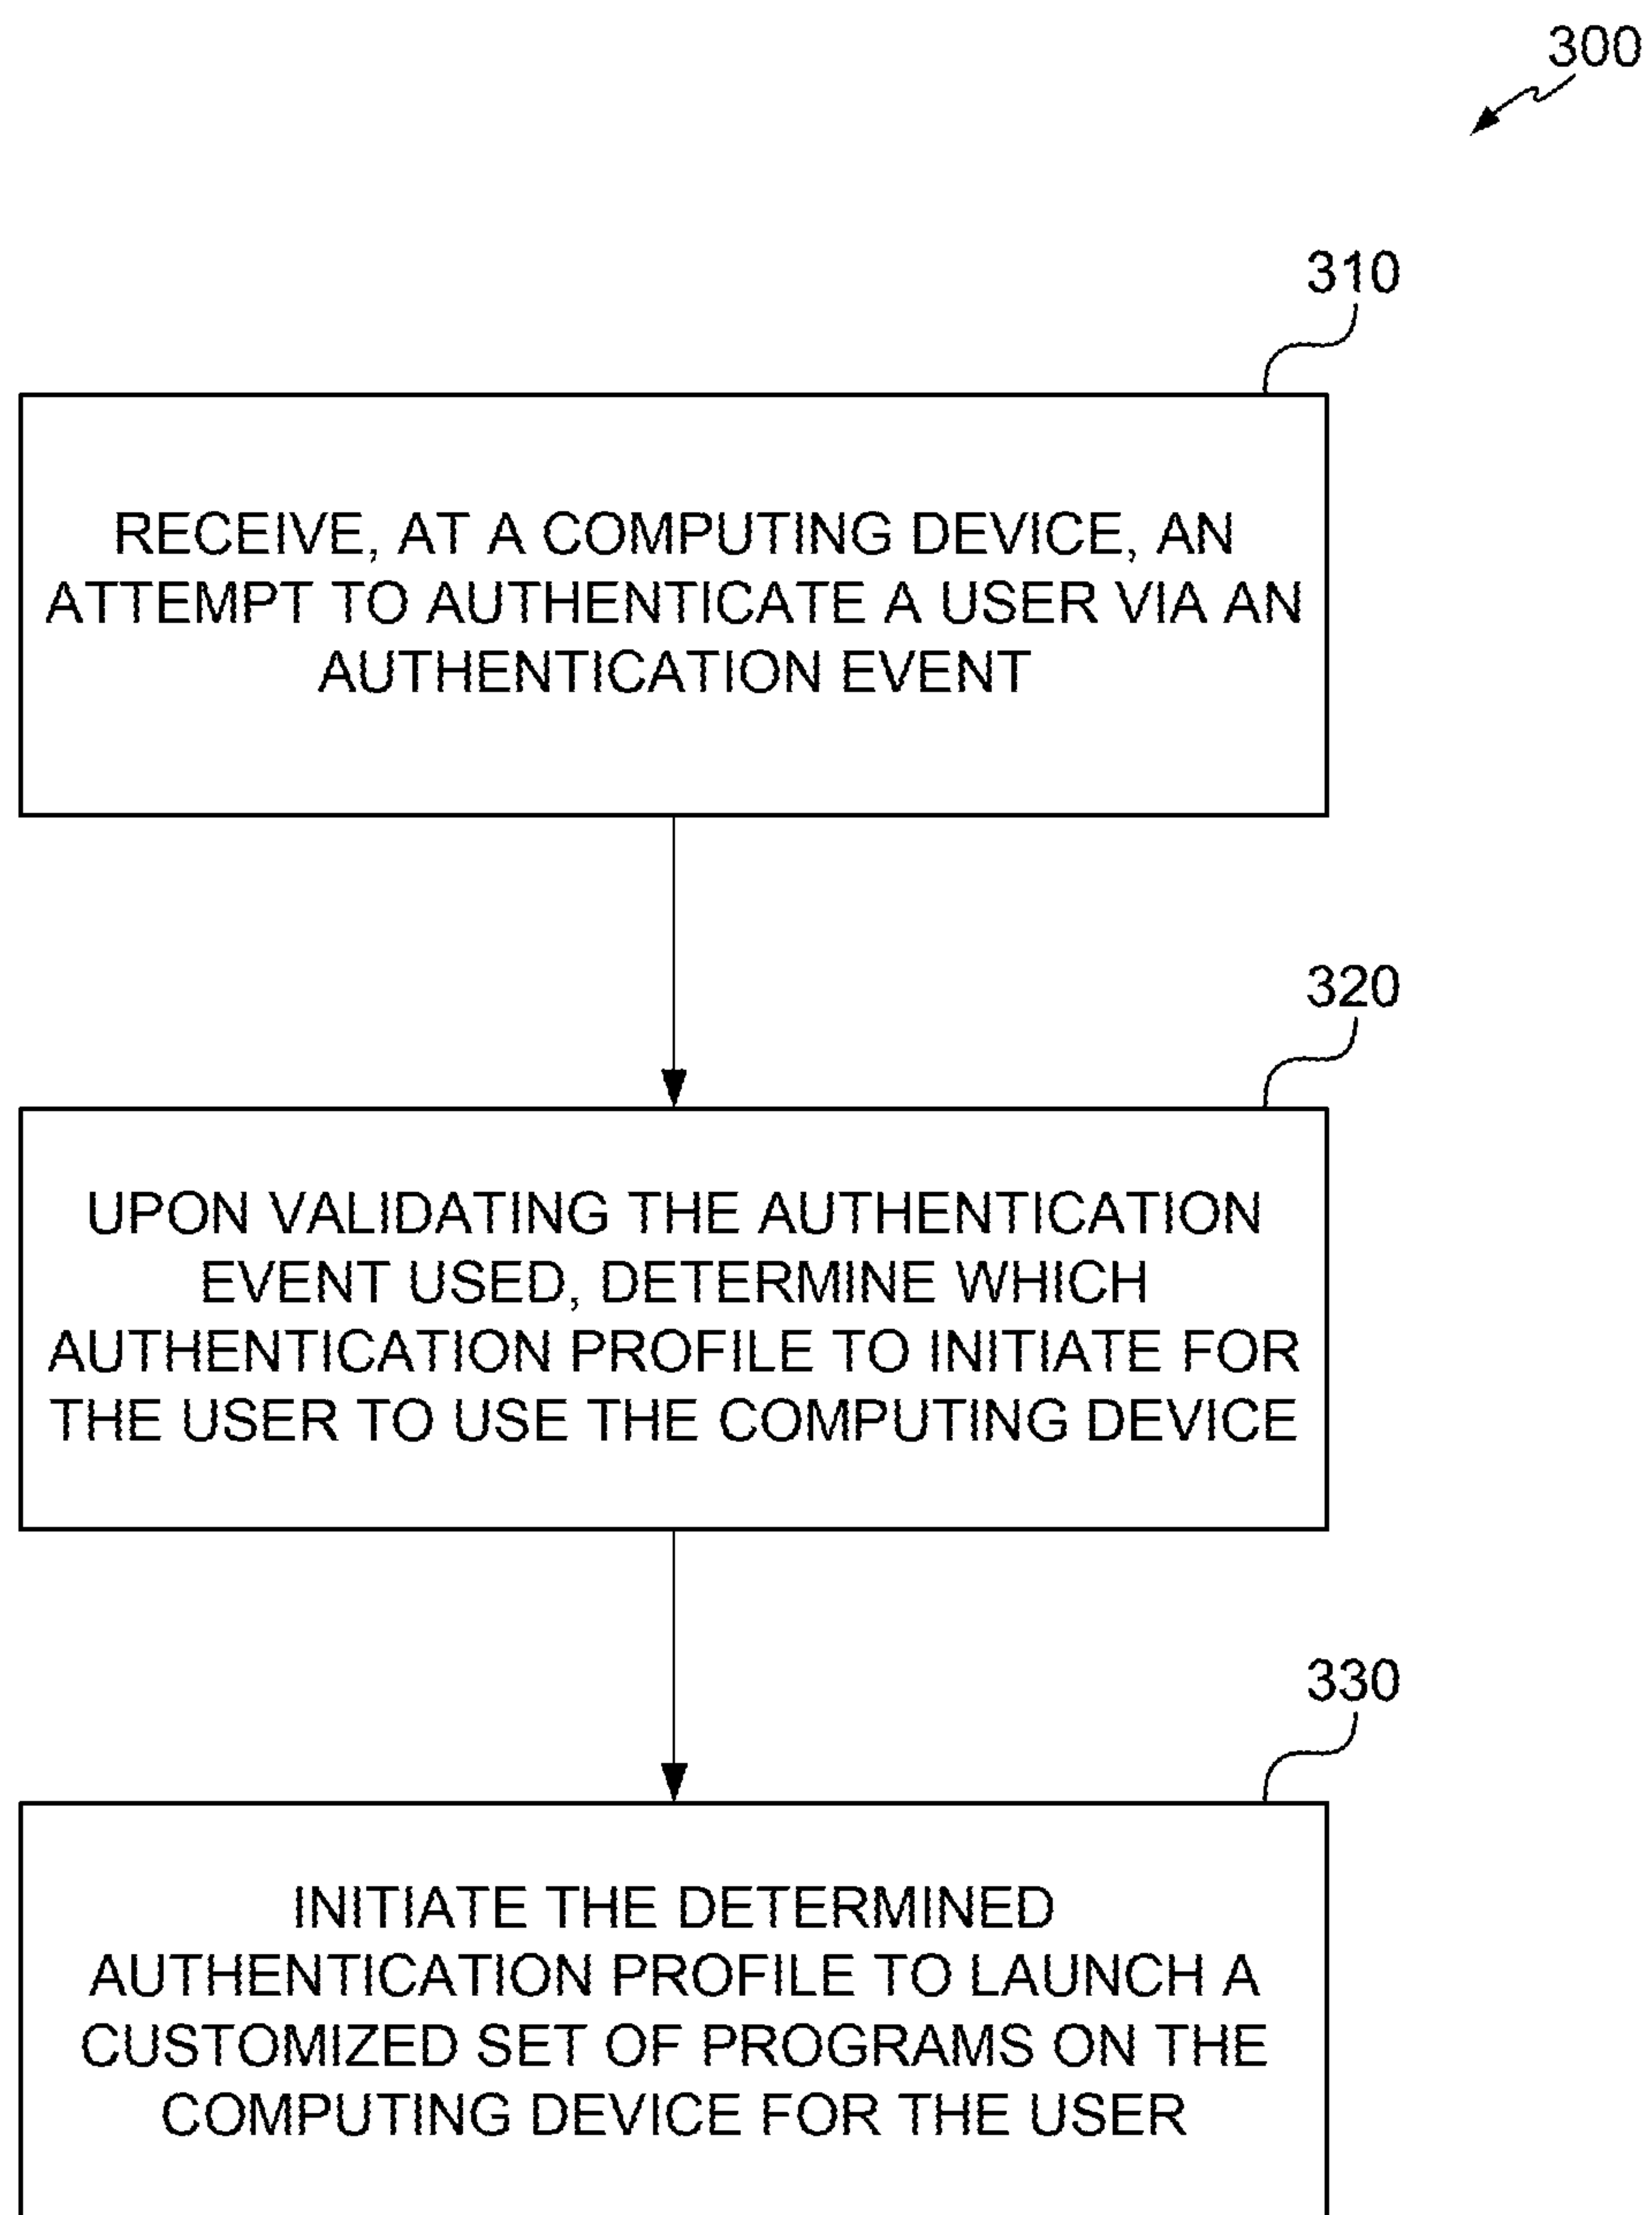 300
310
RECEIVE, AT A COMPUTING DEVICE, AN
ATTEMPT TO AUTHENTICATE A USER VIA AN
AUTHENTICATION EVENT
320
UPON VALIDATING THE AUTHENTICATION
EVENT USED, DETERMINE WHICH
AUTHENTICATION PROFILE TO INITIATE FOR
THE USER TO USE THE COMPUTING DEVICE
330
INITIATE THE DETERMINED
AUTHENTICATION PROFILE TO LAUNCH A
CUSTOMIZED SET OF PROGRAMS ON THE
COMPUTING DEVICE FOR THE USER